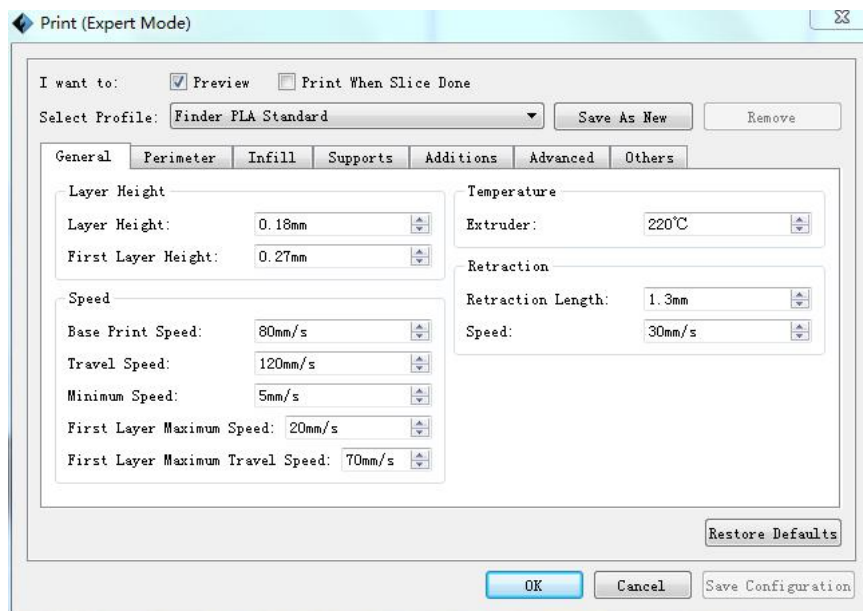 Print (Expert Mode)
I want to: Preview Print When Slice Done
Select Profile: Finder PLA Standard Save As New Remove
General Perimeter Infill Supports Additions Advanced Others
Layer Height
Layer Height: 0.18mm
First Layer Height: 0.27mm
Speed
Base Print Speed: 80mm/s
Travel Speed: 120mm/s
Minimum Speed: 5mm/s
First Layer Maximum Speed: 20mm/s
First Layer Maximum Travel Speed: 70mm/s
Temperature
Extruder: 220℃
Retraction
Retraction Length: 1.3mm
Speed: 30mm/s
Restore Defaults
OK Cancel Save Configuration